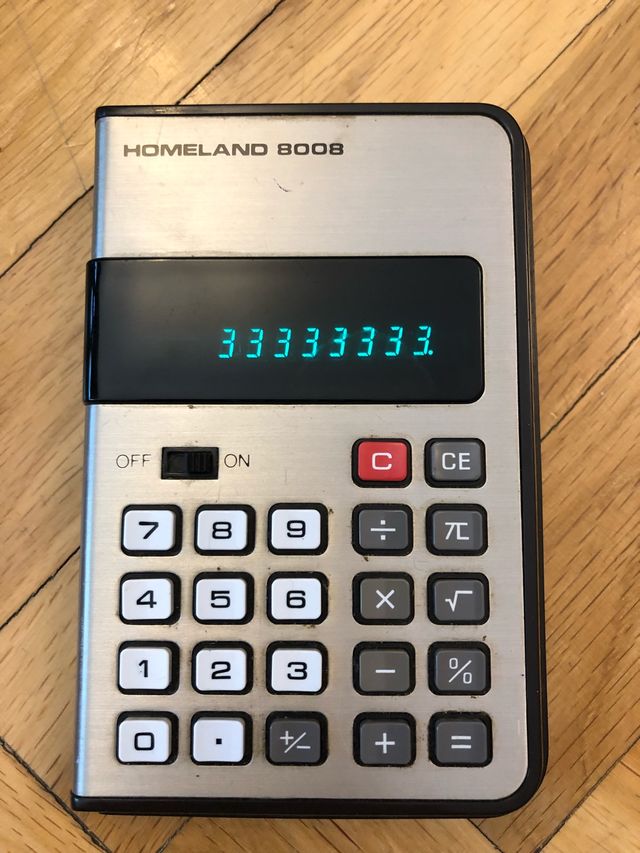 HOMELAND 8008
33333333.
OFF ON C CE
7 8 9 ÷ π
4 5 6 × √
1 2 3 − %
0 . +/− + =